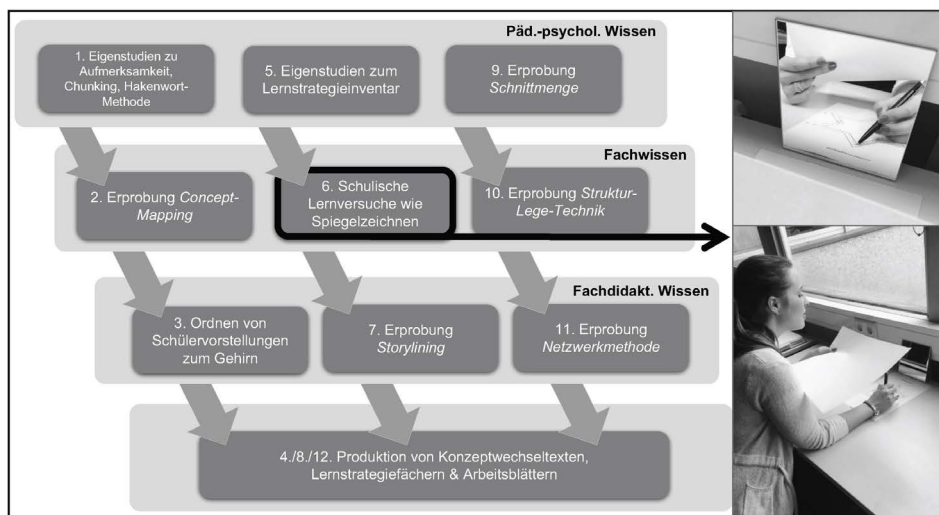 Päd.-psychol. Wissen
1. Eigenstudien zu
Aufmerksamkeit,
Chunking, Hakenwort-
Methode
5. Eigenstudien zum
Lernstrategieinventar
9. Erprobung
Schnittmenge
Fachwissen
2. Erprobung Concept-
Mapping
6. Schulische
Lernversuche wie
Spiegelzeichnen
10. Erprobung Struktur-
Lege-Technik
Fachdidakt. Wissen
3. Ordnen von
Schülervorstellungen
zum Gehirn
7. Erprobung
Storylining
11. Erprobung
Netzwerkmethode
4./8./12. Produktion von Konzeptwechseltexten,
Lernstrategiefächern & Arbeitsblättern